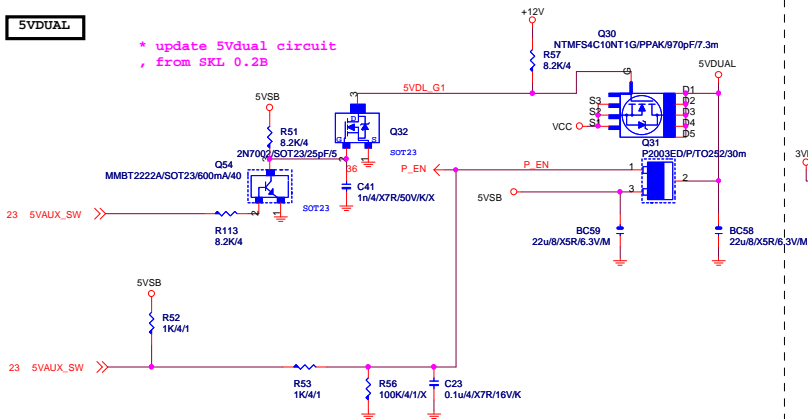 5VDUAL
* update 5Vdual circuit
, from SKL 0.2B
+12V
R57
8.2K/4
Q30
NTMFS4C10NT1G/PPAK/970pF/7.3m
5VDUAL
G
S3
S2
S1
D1
D2
D3
D4
D5
VCC
5VDL_G1
5VSB
R51
8.2K/4
2N7002/SOT23/25pF/5
3
D
G
S
2
1
Q32
SOT23
36
C41
1n/4/X7R/50V/K/X
Q54
MMBT2222A/SOT23/600mA/40
3
2
1
SOT23
23 5VAUX_SW
R113
8.2K/4
P_EN
P_EN
Q31
P2003ED/P/TO252/30m
1
3
2
5VSB
BC59
22u/8/X5R/6.3V/M
BC58
22u/8/X5R/6.3V/M
5VSB
R52
1K/4/1
23 5VAUX_SW
R53
1K/4/1
R56
100K/4/1/X
C23
0.1u/4/X7R/16V/K